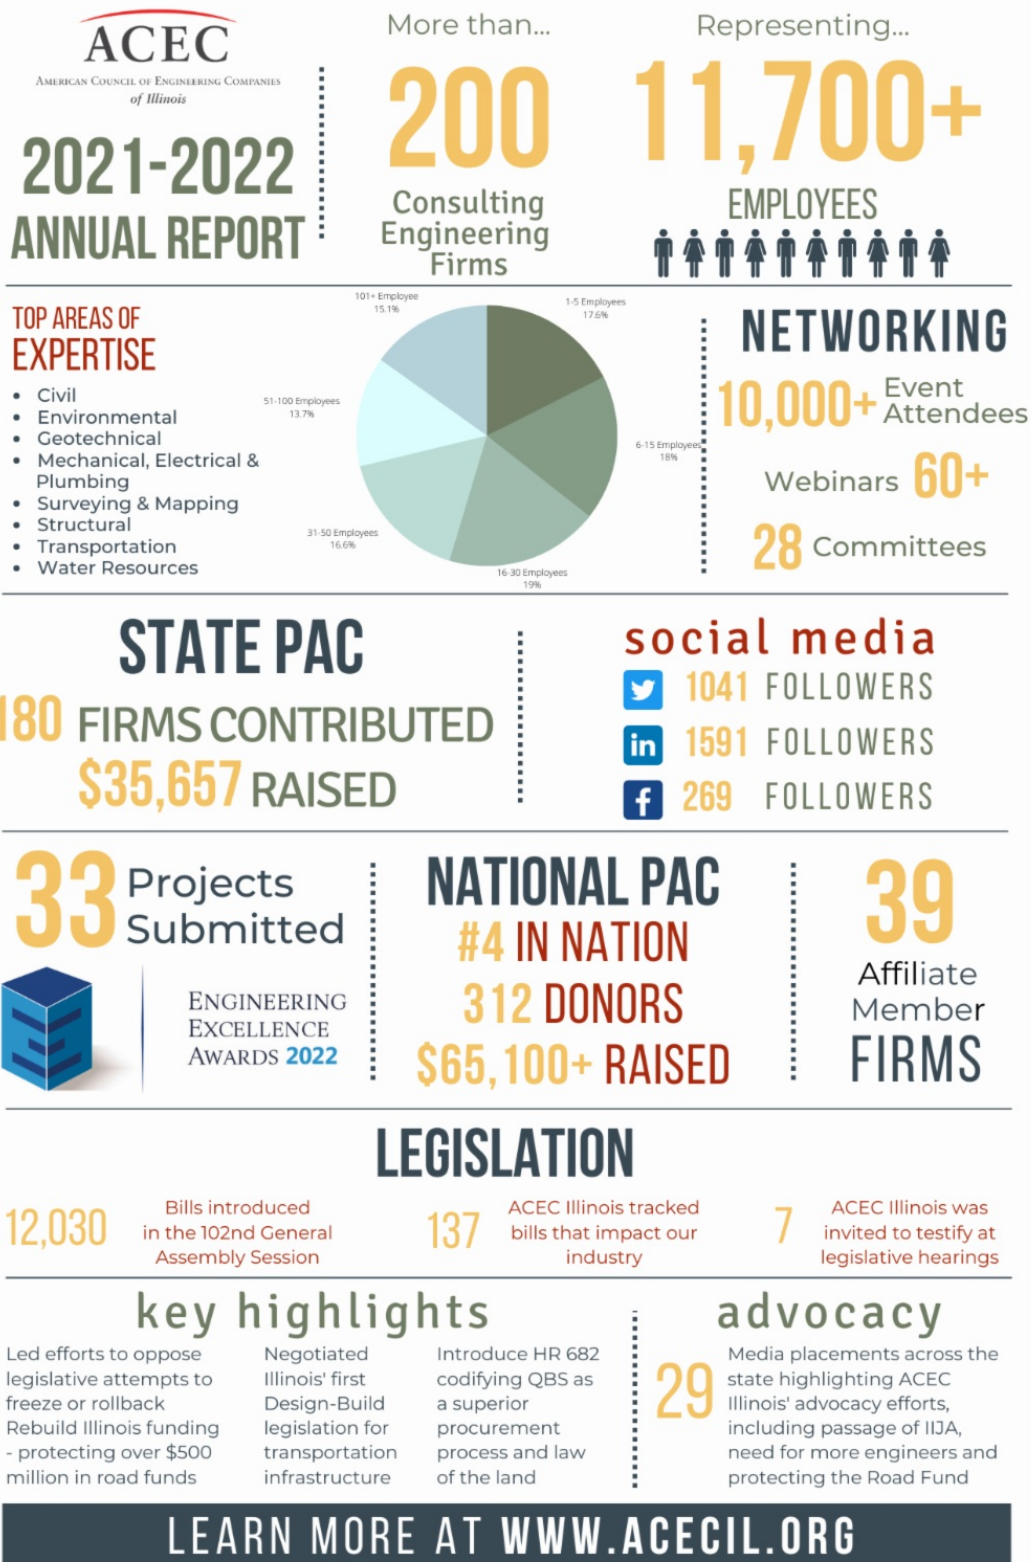 ACEC
AMERICAN COUNCIL OF ENGINEERING COMPANIES
of Illinois
2021-2022
ANNUAL REPORT
More than...
200
Consulting
Engineering
Firms
Representing...
11,700+
EMPLOYEES
TOP AREAS OF
EXPERTISE
• Civil
• Environmental
• Geotechnical
• Mechanical, Electrical &
Plumbing
• Surveying & Mapping
• Structural
• Transportation
• Water Resources
101+ Employee
15.1%
1-5 Employees
17.6%
51-100 Employees
13.7%
6-15 Employees
18%
31-50 Employees
16.6%
16-30 Employees
19%
NETWORKING
10,000+ Event
Attendees
Webinars 60+
28 Committees
STATE PAC
180 FIRMS CONTRIBUTED
$35,657 RAISED
social media
1041 FOLLOWERS
in 1591 FOLLOWERS
f 269 FOLLOWERS
33 Projects
Submitted
ENGINEERING
EXCELLENCE
AWARDS 2022
NATIONAL PAC
#4 IN NATION
312 DONORS
$65,100+ RAISED
39
Affiliate
Member
FIRMS
LEGISLATION
12,030
Bills introduced
in the 102nd General
Assembly Session
137
ACEC Illinois tracked
bills that impact our
industry
7
ACEC Illinois was
invited to testify at
legislative hearings
key highlights
Led efforts to oppose
legislative attempts to
freeze or rollback
Rebuild Illinois funding
- protecting over $500
million in road funds
Negotiated
Illinois' first
Design-Build
legislation for
transportation
infrastructure
Introduce HR 682
codifying QBS as
a superior
procurement
process and law
of the land
advocacy
29
Media placements across the
state highlighting ACEC
Illinois' advocacy efforts,
including passage of IIJA,
need for more engineers and
protecting the Road Fund
LEARN MORE AT WWW.ACECIL.ORG